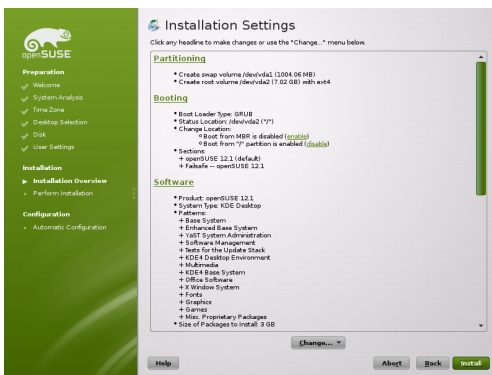 openSUSE
Preparation
Welcome
System Analysis
Time Zone
Desktop Selection
Disk
User Settings
Installation
Installation Overview
Perform Installation
Configuration
Automatic Configuration
Installation Settings
Click any headline to make changes or use the "Change..." menu below.
Partitioning
• Create swap volume /dev/vda1 (1004.06 MB)
• Create root volume /dev/vda2 (7.02 GB) with ext4
Booting
• Boot Loader Type: GRUB
• Status Location: /dev/vda2 ("/")
• Change Location:
○ Boot from MBR is disabled (enable)
○ Boot from "/" partition is enabled (disable)
• Sections:
+ openSUSE 12.1 (default)
+ Failsafe -- openSUSE 12.1
Software
• Product: openSUSE 12.1
• System Type: KDE Desktop
• Patterns:
+ Base System
+ Enhanced Base System
+ YaST System Administration
+ Software Management
+ Tests for the Update Stack
+ KDE4 Desktop Environment
+ Multimedia
+ KDE4 Base System
+ Office Software
+ X Window System
+ Fonts
+ Graphics
+ Games
+ Misc. Proprietary Packages
• Size of Packages to Install: 3 GB
Change...
Help
Abort
Back
Install